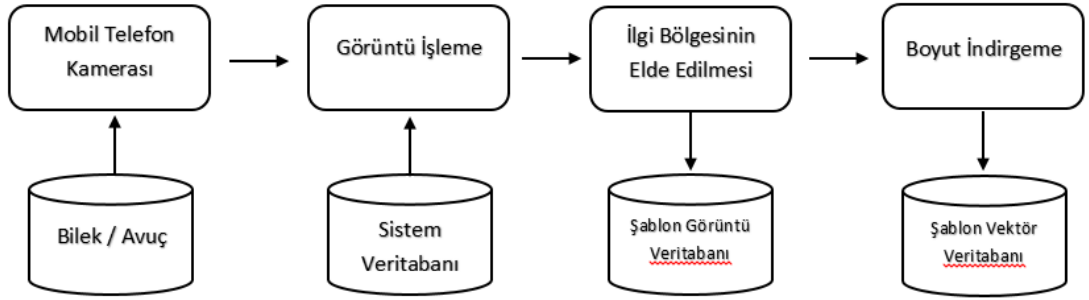 Mobil Telefon
Kamerası
Görüntü İşleme
İlgi Bölgesinin
Elde Edilmesi
Boyut İndirgeme
Bilek / Avuç
Sistem
Veritabanı
Şablon Görüntü
Veritabanı
Şablon Vektör
Veritabanı